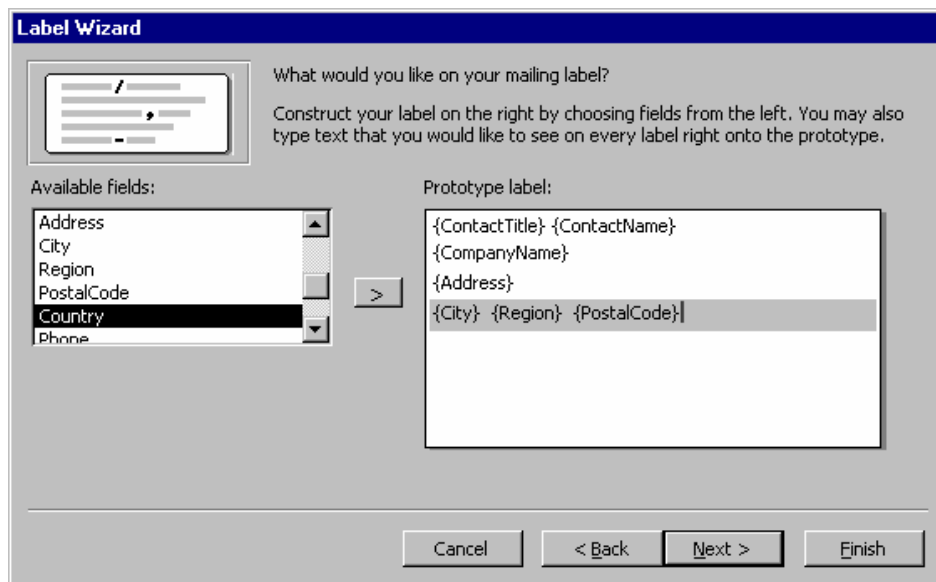 Label Wizard
What would you like on your mailing label?
Construct your label on the right by choosing fields from the left. You may also
type text that you would like to see on every label right onto the prototype.
Available fields:
Address
City
Region
PostalCode
Country
Phone
>
Prototype label:
{ContactTitle} {ContactName}
{CompanyName}
{Address}
{City}  {Region}  {PostalCode}
Cancel
< Back
Next >
Finish